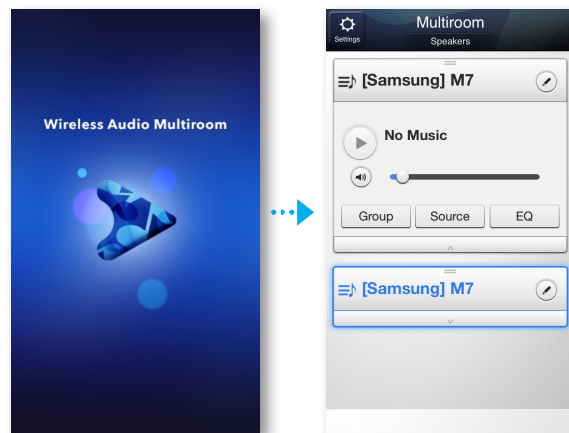 Wireless Audio Multiroom
Settings
Multiroom
Speakers
[Samsung] M7
No Music
Group
Source
EQ
[Samsung] M7